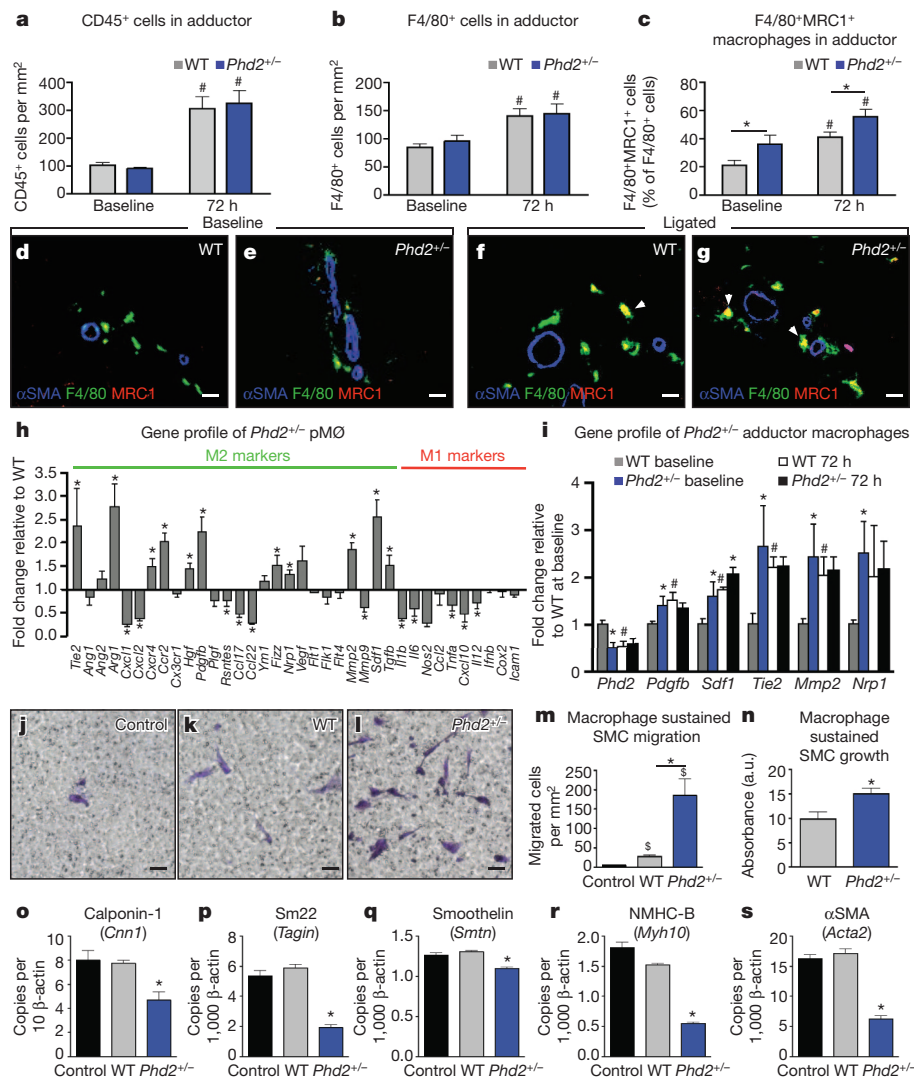 a CD45+ cells in adductor
WT Phd2+/−
CD45+ cells per mm2
400
300
200
100
0
# #
Baseline 72 h
b F4/80+ cells in adductor
WT Phd2+/−
F4/80+ cells per mm2
200
150
100
50
0
# #
Baseline 72 h
c F4/80+MRC1+
macrophages in adductor
WT Phd2+/−
F4/80+MRC1+ cells
(% of F4/80+ cells)
80
60
40
20
0
* # * #
Baseline 72 h
Baseline
Ligated
d WT
αSMA F4/80 MRC1
e Phd2+/−
αSMA F4/80 MRC1
f WT
αSMA F4/80 MRC1
g Phd2+/−
αSMA F4/80 MRC1
h Gene profile of Phd2+/− pMØ
M2 markers M1 markers
Fold change relative to WT
3.5
3.0
2.5
2.0
1.5
1.0
0.5
0.0
Tie2 Ang1 Ang2 Arg1 Cxcl1 Cxcl2 Cxcr4 Ccr2 Cx3cr1 Hgf Pdgfb Plgf Rsntes Ccl17 Ccl22 Ym1 Fizz Nrp1 Vegf Flt1 Flk1 Flt4 Mmp2 Mmp9 Sdf1 Tgfb Il1b Il6 Nos2 Ccl2 Tnfa Cxcl10 Il12 Ifnb Cox2 Icam1
i Gene profile of Phd2+/− adductor macrophages
WT baseline WT 72 h
Phd2+/− baseline Phd2+/− 72 h
Fold change relative
to WT at baseline
4
3
2
1
0
* # * # * # * * # * # *
Phd2 Pdgfb Sdf1 Tie2 Mmp2 Nrp1
j Control
k WT
l Phd2+/−
m Macrophage sustained
SMC migration
Migrated cells
per mm2
250
200
150
100
50
0
$ * $
Control WT Phd2+/−
n Macrophage
sustained
SMC growth
Absorbance (a.u.)
20
15
10
5
0
*
WT Phd2+/−
o Calponin-1
(Cnn1)
Copies per
10 β-actin
10
8
6
4
2
0
*
Control WT Phd2+/−
p Sm22
(Tagin)
Copies per
1,000 β-actin
8
6
4
2
0
*
Control WT Phd2+/−
q Smoothelin
(Smtn)
Copies per
1,000 β-actin
1.5
1.0
0.5
0.0
*
Control WT Phd2+/−
r NMHC-B
(Myh10)
Copies per
1,000 β-actin
2.0
1.5
1.0
0.5
0.0
*
Control WT Phd2+/−
s αSMA
(Acta2)
Copies per
1,000 β-actin
20
15
10
5
0
*
Control WT Phd2+/−